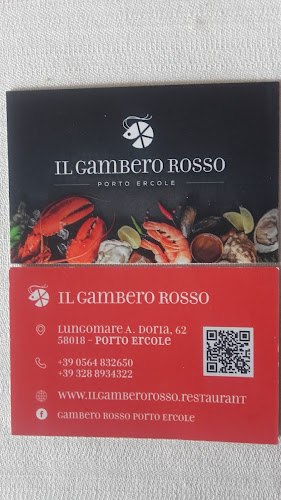 IL GAMBERO ROSSO
PORTO ERCOLE
IL GAMBERO ROSSO
LUNGOMARE A. DORIA, 62
58018 - PORTO ERCOLE
+39 0564 832650
+39 328 8934322
WWW.ILGAMBEROROSSO.RESTAURANT
GAMBERO ROSSO PORTO ERCOLE